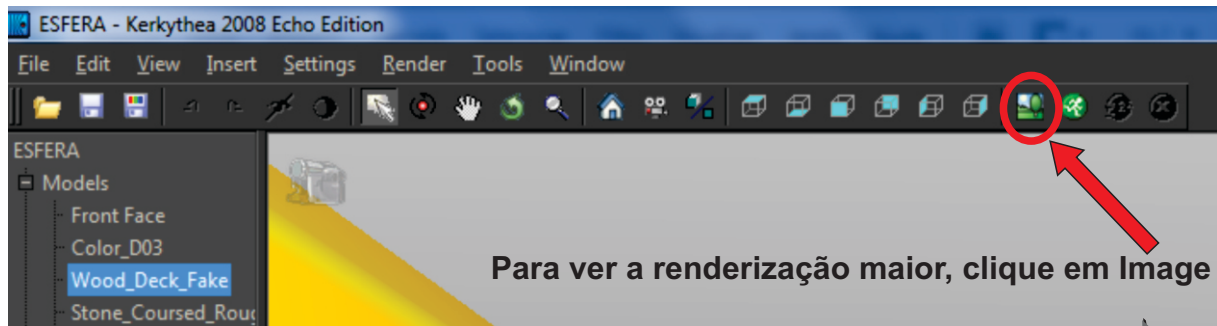 ESFERA - Kerkythea 2008 Echo Edition
File Edit View Insert Settings Render Tools Window
ESFERA
Models
Front Face
Color_D03
Wood_Deck_Fake
Stone_Coursed_Roug
Para ver a renderização maior, clique em Image